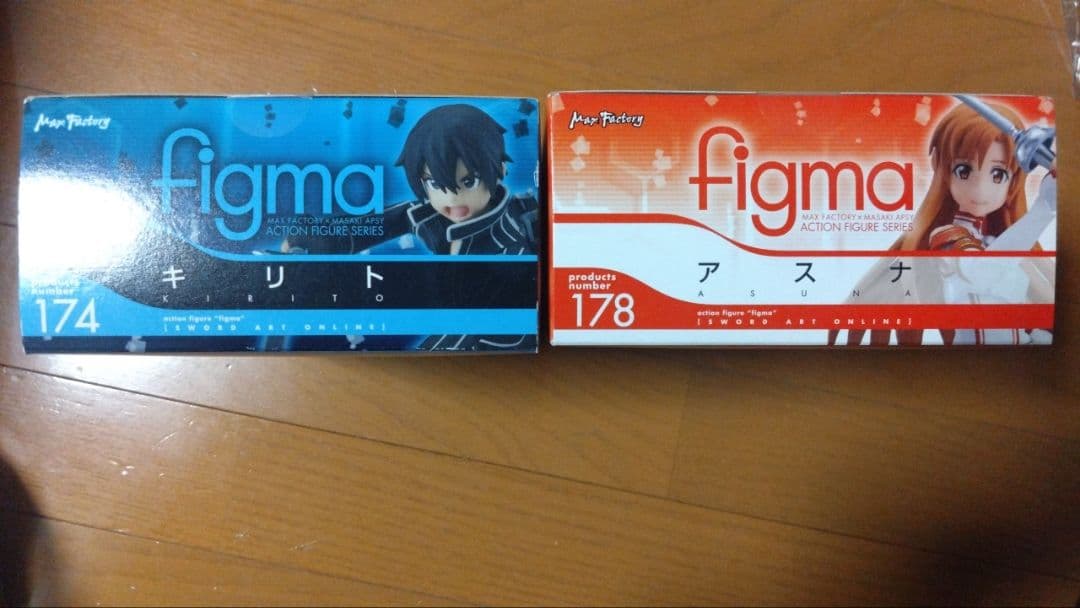 Max Factory
figma
MAX FACTORY × MASAKI APSY
ACTION FIGURE SERIES
キリト
KIRITO
products
number
174
action figure "figma"
[SWORD ART ONLINE]
Max Factory
figma
MAX FACTORY × MASAKI APSY
ACTION FIGURE SERIES
アスナ
ASUNA
products
number
178
action figure "figma"
[SWORD ART ONLINE]